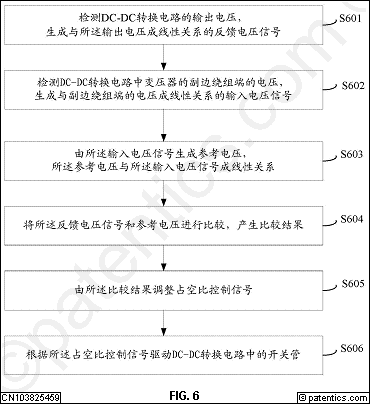 检测DC-DC转换电路的输出电压，
生成与所述输出电压成线性关系的反馈电压信号
S601
检测DC-DC转换电路中变压器的副边绕组端的电压，
生成与副边绕组端的电压成线性关系的输入电压信号
S602
由所述输入电压信号生成参考电压，
所述参考电压与所述输入电压信号成线性关系
S603
将所述反馈电压信号和参考电压进行比较，产生比较结果
S604
由所述比较结果调整占空比控制信号
S605
根据所述占空比控制信号驱动DC-DC转换电路中的开关管
S606
CN103825469
FIG. 6
© patentics.com
©patentics.com